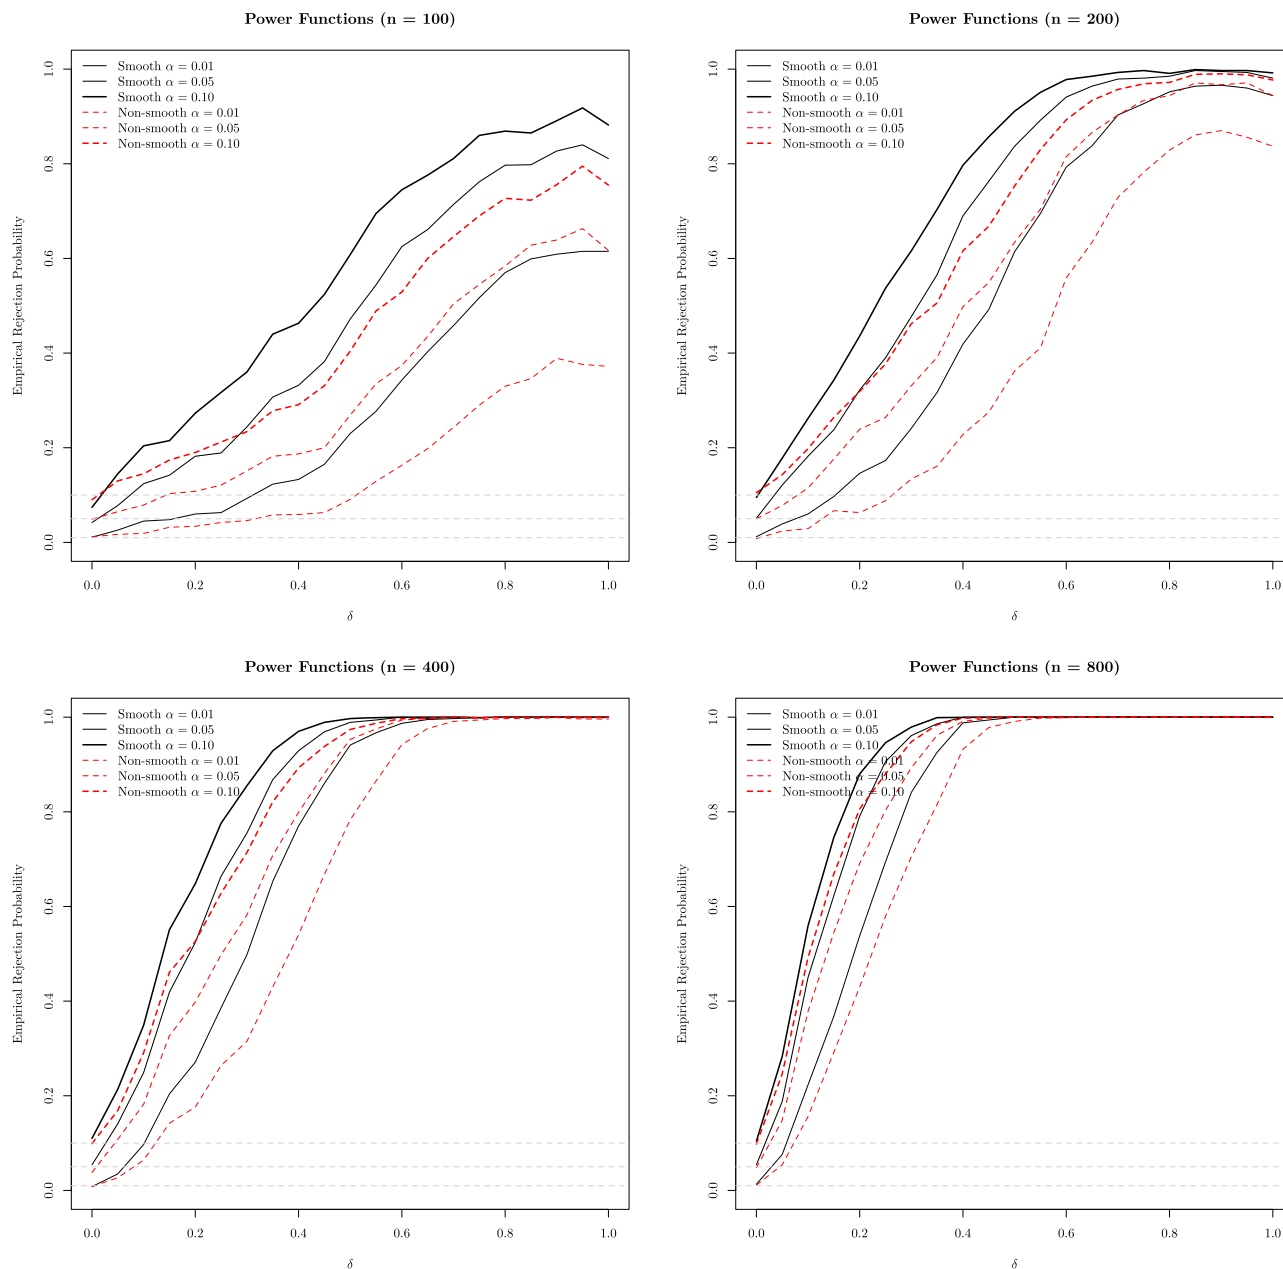 Power Functions (n = 100)
Smooth α = 0.01
Smooth α = 0.05
Smooth α = 0.10
Non-smooth α = 0.01
Non-smooth α = 0.05
Non-smooth α = 0.10
Empirical Rejection Probability
1.0
0.8
0.6
0.4
0.2
0.0
0.0 0.2 0.4 0.6 0.8 1.0
δ
Power Functions (n = 200)
Smooth α = 0.01
Smooth α = 0.05
Smooth α = 0.10
Non-smooth α = 0.01
Non-smooth α = 0.05
Non-smooth α = 0.10
Empirical Rejection Probability
1.0
0.8
0.6
0.4
0.2
0.0
0.0 0.2 0.4 0.6 0.8 1.0
δ
Power Functions (n = 400)
Smooth α = 0.01
Smooth α = 0.05
Smooth α = 0.10
Non-smooth α = 0.01
Non-smooth α = 0.05
Non-smooth α = 0.10
Empirical Rejection Probability
1.0
0.8
0.6
0.4
0.2
0.0
0.0 0.2 0.4 0.6 0.8 1.0
δ
Power Functions (n = 800)
Smooth α = 0.01
Smooth α = 0.05
Smooth α = 0.10
Non-smooth α = 0.01
Non-smooth α = 0.05
Non-smooth α = 0.10
Empirical Rejection Probability
1.0
0.8
0.6
0.4
0.2
0.0
0.0 0.2 0.4 0.6 0.8 1.0
δ